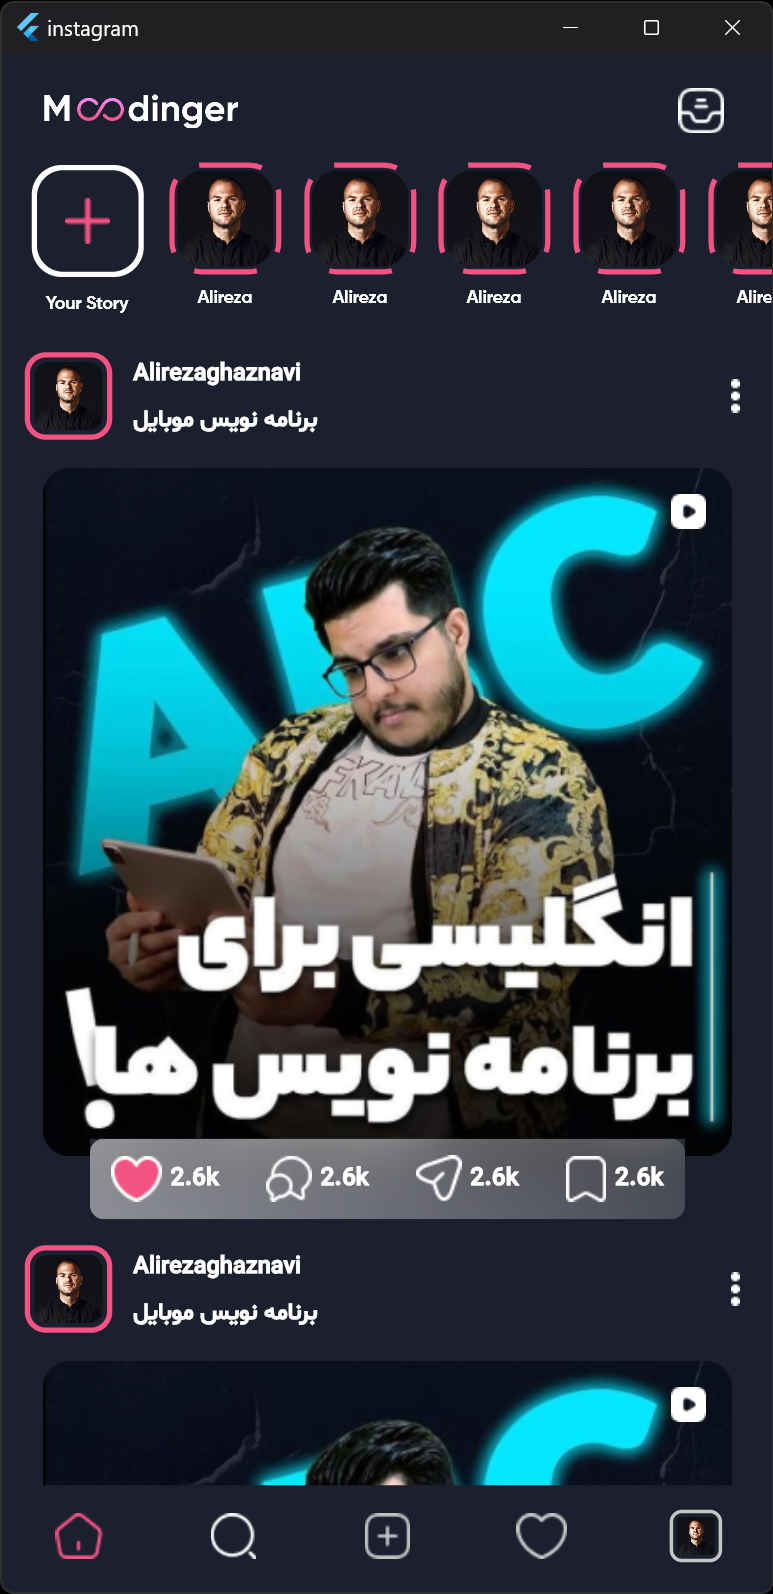 instagram
Moodinger
Your Story
Alireza
Alireza
Alireza
Alireza
Alire
Alirezaghaznavi
برنامه نویس موبایل
ABC
انگلیسی برای
برنامه نویس ها!
2.6k
2.6k
2.6k
2.6k
Alirezaghaznavi
برنامه نویس موبایل